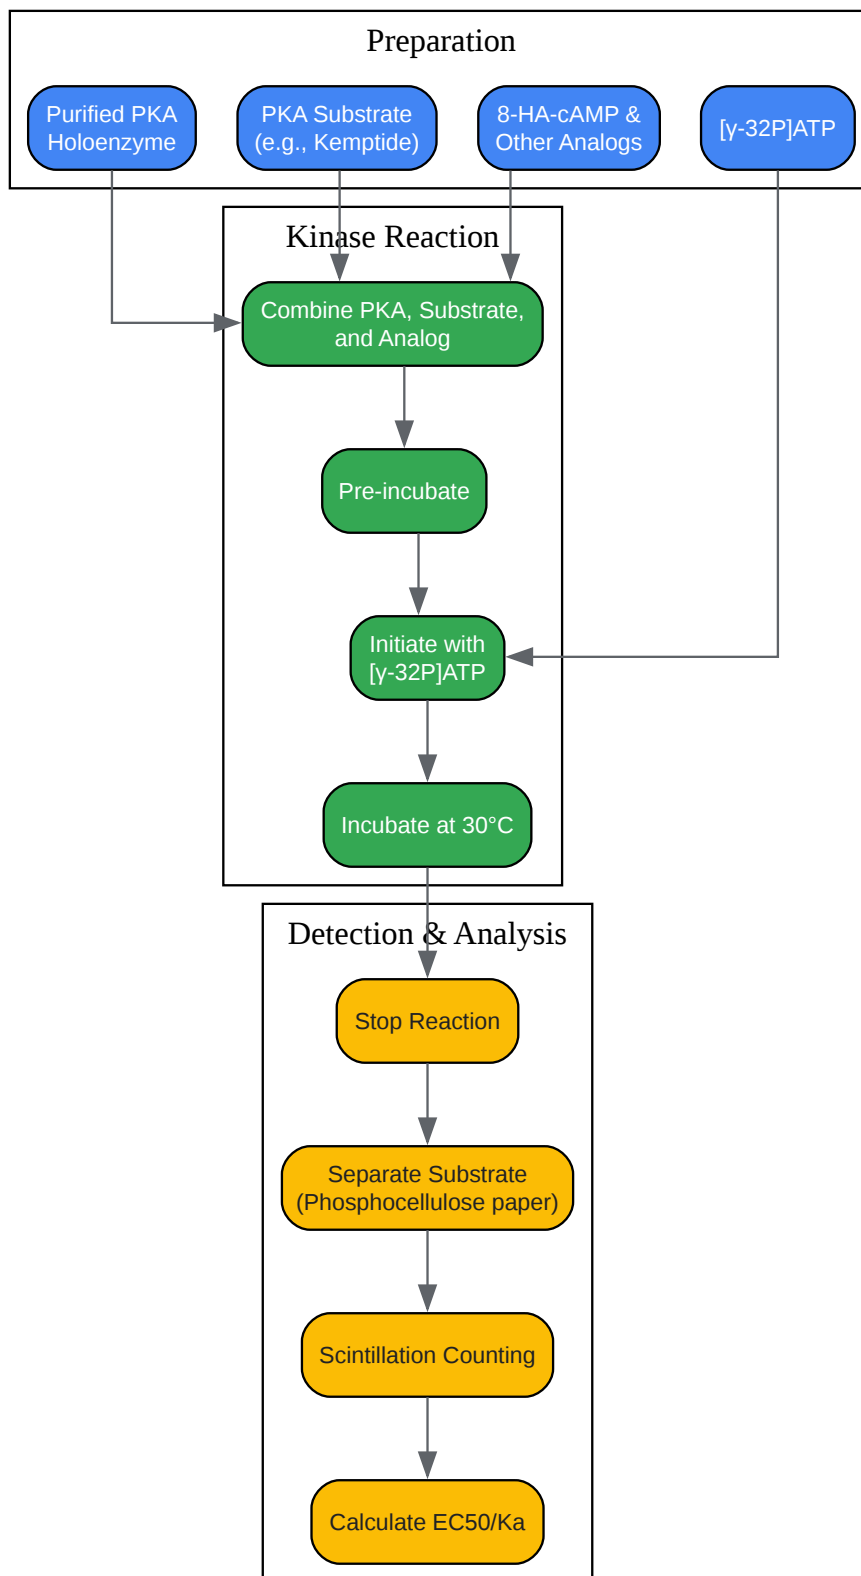 Preparation
Purified PKA
Holoenzyme
PKA Substrate
(e.g., Kemptide)
8-HA-cAMP &
Other Analogs
[γ-32P]ATP
Kinase Reaction
Combine PKA, Substrate,
and Analog
Pre-incubate
Initiate with
[γ-32P]ATP
Incubate at 30°C
Detection & Analysis
Stop Reaction
Separate Substrate
(Phosphocellulose paper)
Scintillation Counting
Calculate EC50/Ka